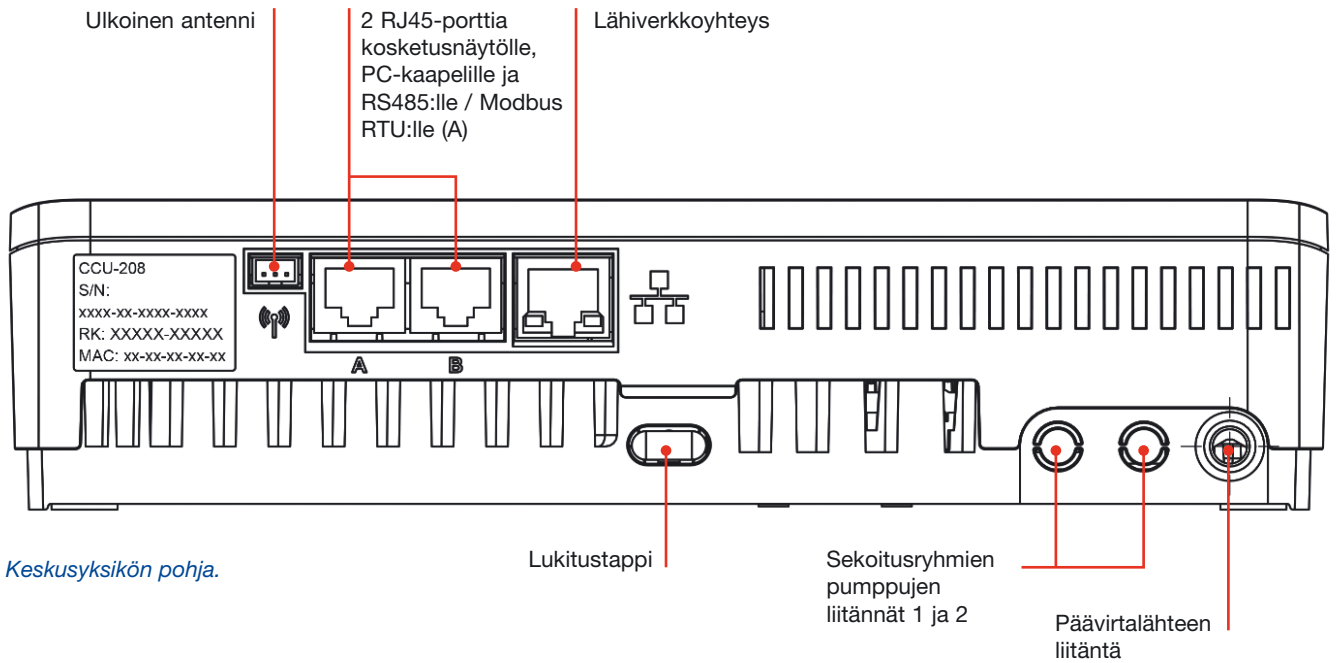 Ulkoinen antenni
2 RJ45-porttia
kosketusnäytölle,
PC-kaapelille ja
RS485:lle / Modbus
RTU:lle (A)
Lähiverkkoyhteys
CCU-208
S/N:
xxxx-xx-xxxx-xxxx
RK: XXXXX-XXXXX
MAC: xx-xx-xx-xx-xx
A
B
Keskusyksikön pohja.
Lukitustappi
Sekoitusryhmien
pumppujen
liitännät 1 ja 2
Päävirtalähteen
liitäntä